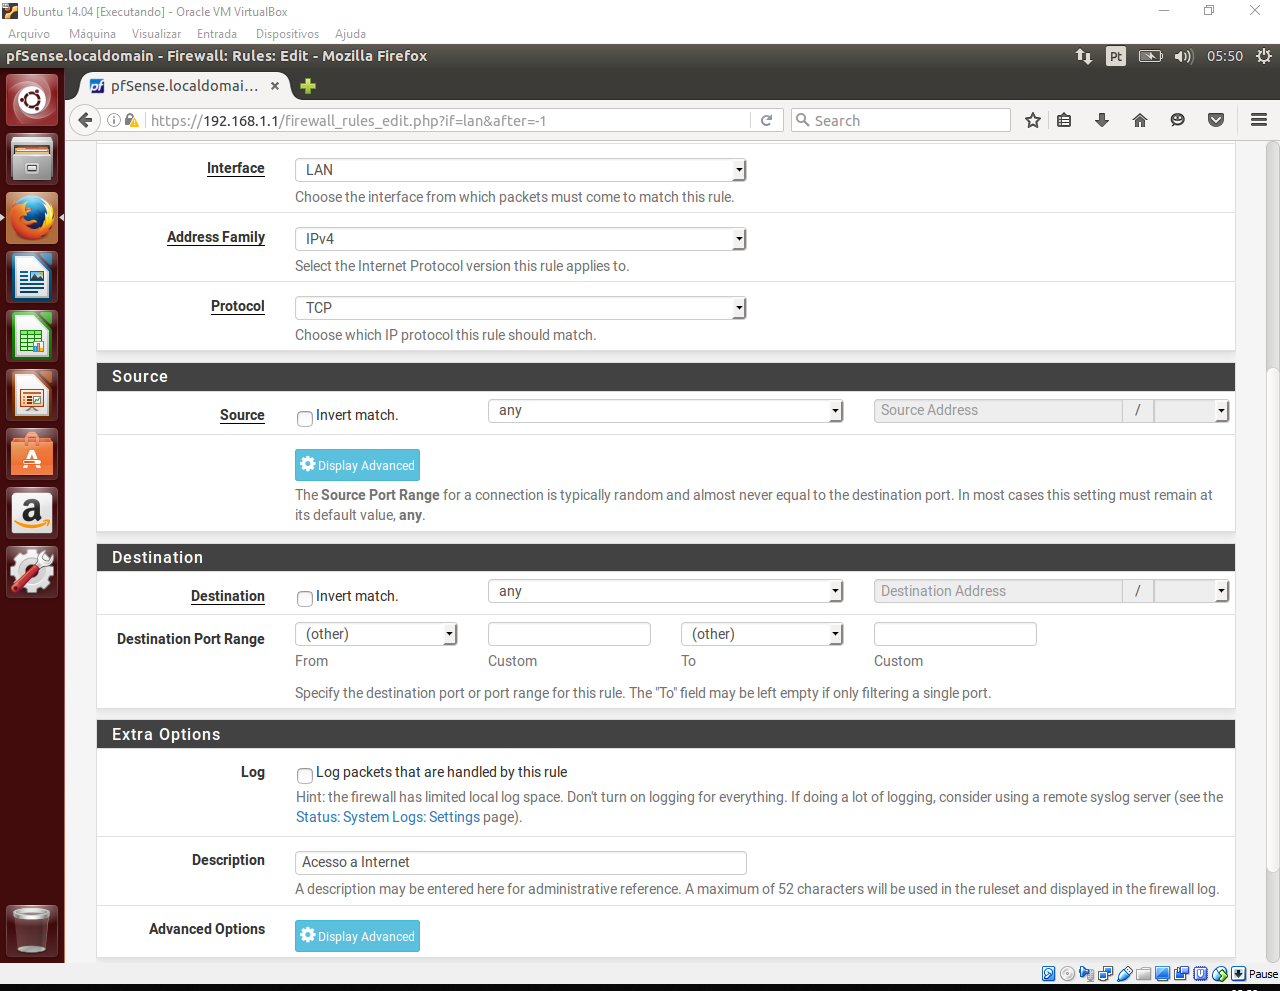 Ubuntu 14.04 [Executando] - Oracle VM VirtualBox
Arquivo Máquina Visualizar Entrada Dispositivos Ajuda
pfSense.localdomain - Firewall: Rules: Edit - Mozilla Firefox
Pt
05:50
pfSense.localdomai...
https://192.168.1.1/firewall_rules_edit.php?if=lan&after=-1
Search
Interface
LAN
Choose the interface from which packets must come to match this rule.
Address Family
IPv4
Select the Internet Protocol version this rule applies to.
Protocol
TCP
Choose which IP protocol this rule should match.
Source
Source
Invert match.
any
Source Address
/
Display Advanced
The Source Port Range for a connection is typically random and almost never equal to the destination port. In most cases this setting must remain at
its default value, any.
Destination
Destination
Invert match.
any
Destination Address
/
Destination Port Range
(other)
(other)
From Custom To Custom
Specify the destination port or port range for this rule. The "To" field may be left empty if only filtering a single port.
Extra Options
Log
Log packets that are handled by this rule
Hint: the firewall has limited local log space. Don't turn on logging for everything. If doing a lot of logging, consider using a remote syslog server (see the
Status: System Logs: Settings page).
Description
Acesso a Internet
A description may be entered here for administrative reference. A maximum of 52 characters will be used in the ruleset and displayed in the firewall log.
Advanced Options
Display Advanced
Pause